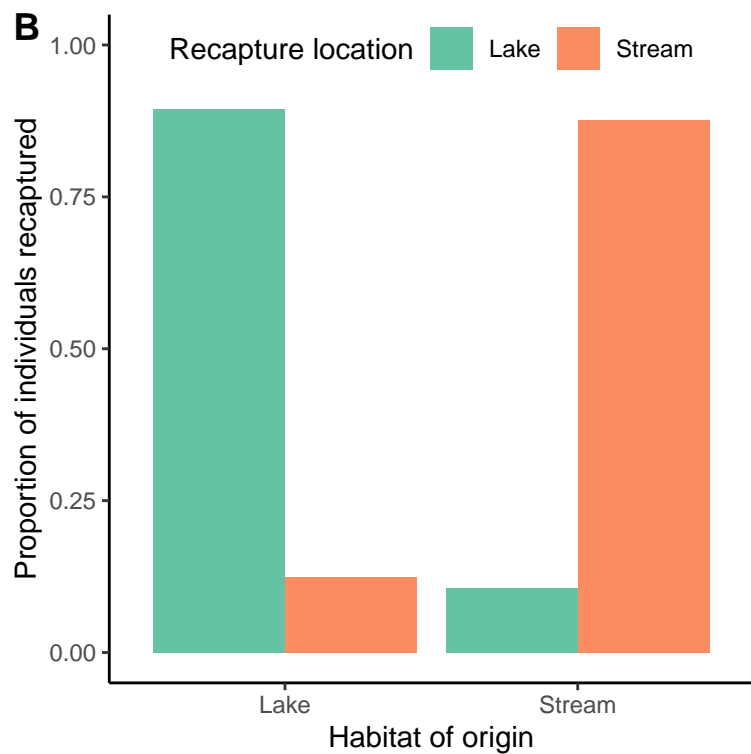 B
Recapture location Lake Stream
Proportion of individuals recaptured
1.00
0.75
0.50
0.25
0.00
Lake Stream
Habitat of origin